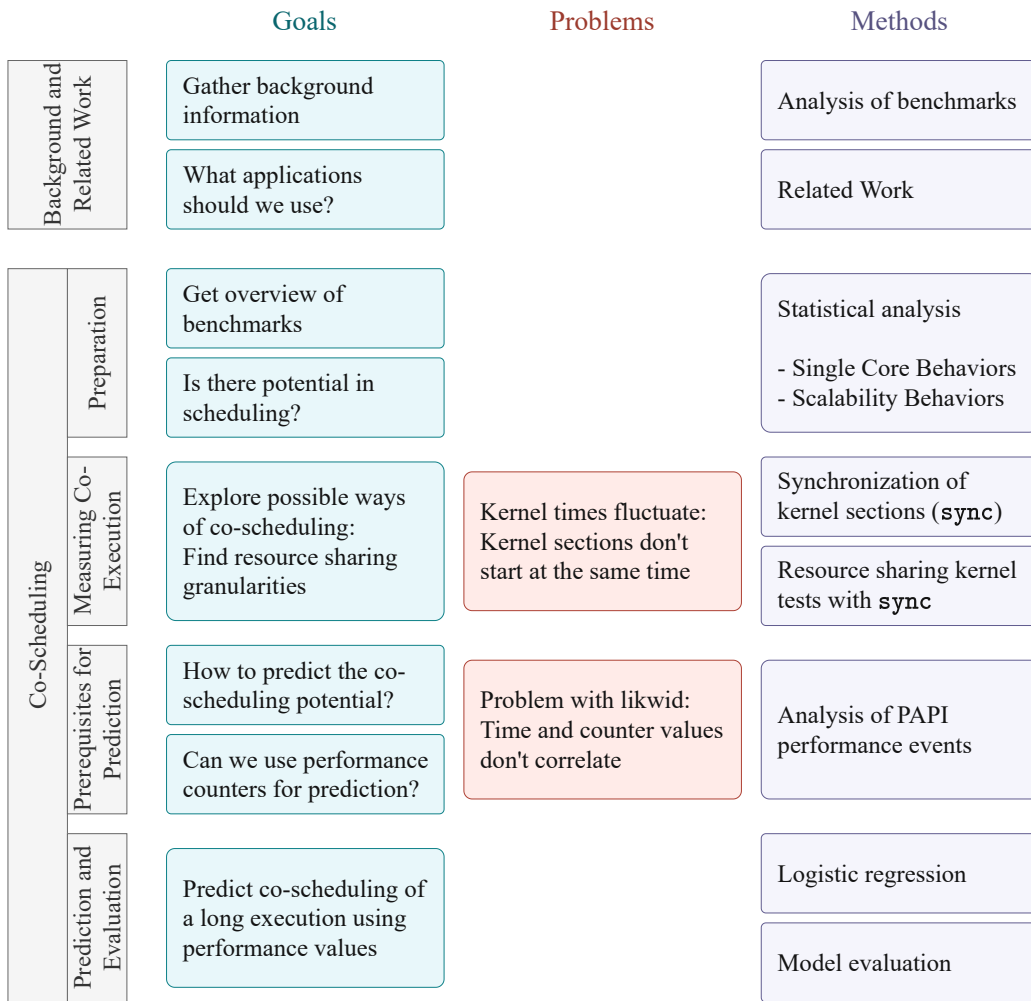 Goals
Problems
Methods
Background and
Related Work
Gather background
information
Analysis of benchmarks
What applications
should we use?
Related Work
Co-Scheduling
Preparation
Get overview of
benchmarks
Is there potential in
scheduling?
Statistical analysis
- Single Core Behaviors
- Scalability Behaviors
Measuring Co-
Execution
Explore possible ways
of co-scheduling:
Find resource sharing
granularities
Kernel times fluctuate:
Kernel sections don't
start at the same time
Synchronization of
kernel sections (sync)
Resource sharing kernel
tests with sync
Prerequisites for
Prediction
How to predict the co-
scheduling potential?
Can we use performance
counters for prediction?
Problem with likwid:
Time and counter values
don't correlate
Analysis of PAPI
performance events
Prediction and
Evaluation
Predict co-scheduling of
a long execution using
performance values
Logistic regression
Model evaluation